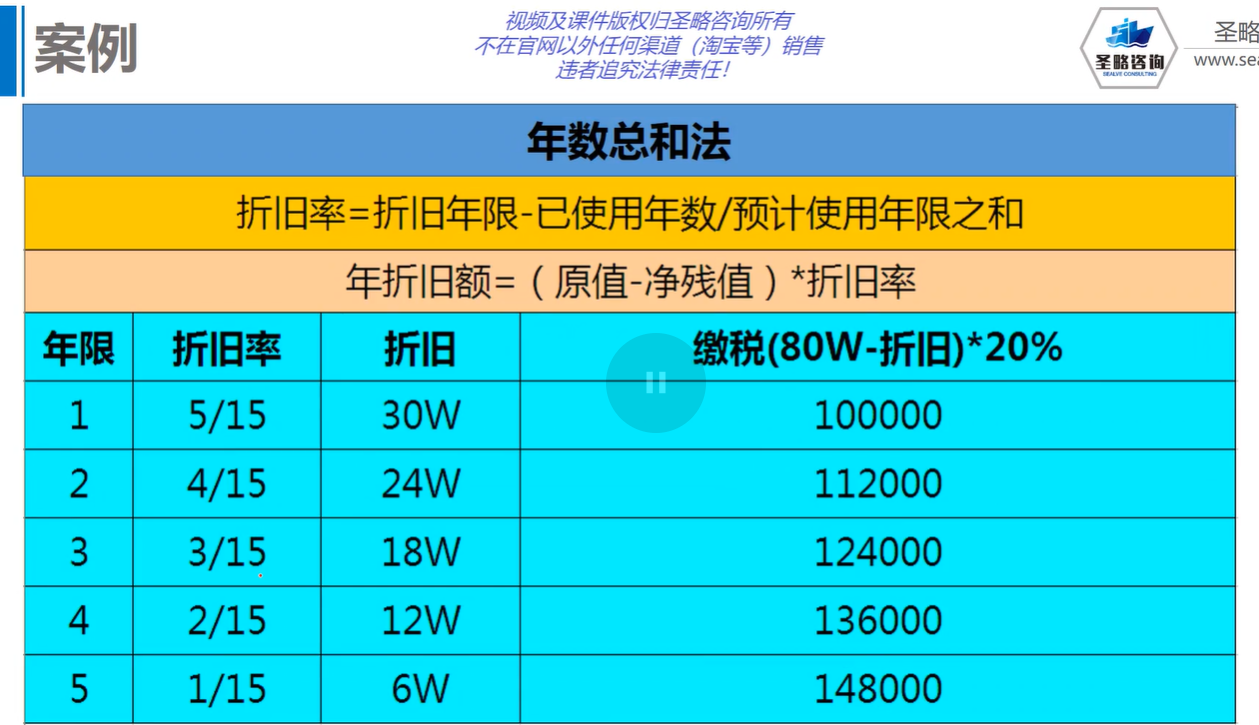 案例
视频及课件版权归圣略咨询所有
不在官网以外任何渠道（淘宝等）销售
违者追究法律责任！
圣略咨询
SEALVE CONSULTING
圣略
www.sea
年数总和法
折旧率=折旧年限-已使用年数/预计使用年限之和
年折旧额=（原值-净残值）*折旧率
年限 折旧率 折旧 缴税(80W-折旧)*20%
1 5/15 30W 100000
2 4/15 24W 112000
3 3/15 18W 124000
4 2/15 12W 136000
5 1/15 6W 148000